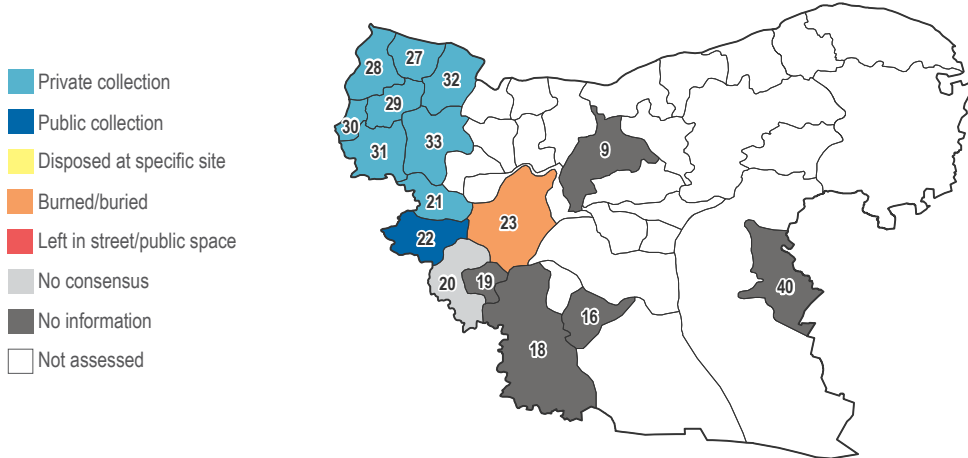 Private collection
Public collection
Disposed at specific site
Burned/buried
Left in street/public space
No consensus
No information
Not assessed
27
28
32
29
30
33
9
31
21
23
22
20
19
40
16
18